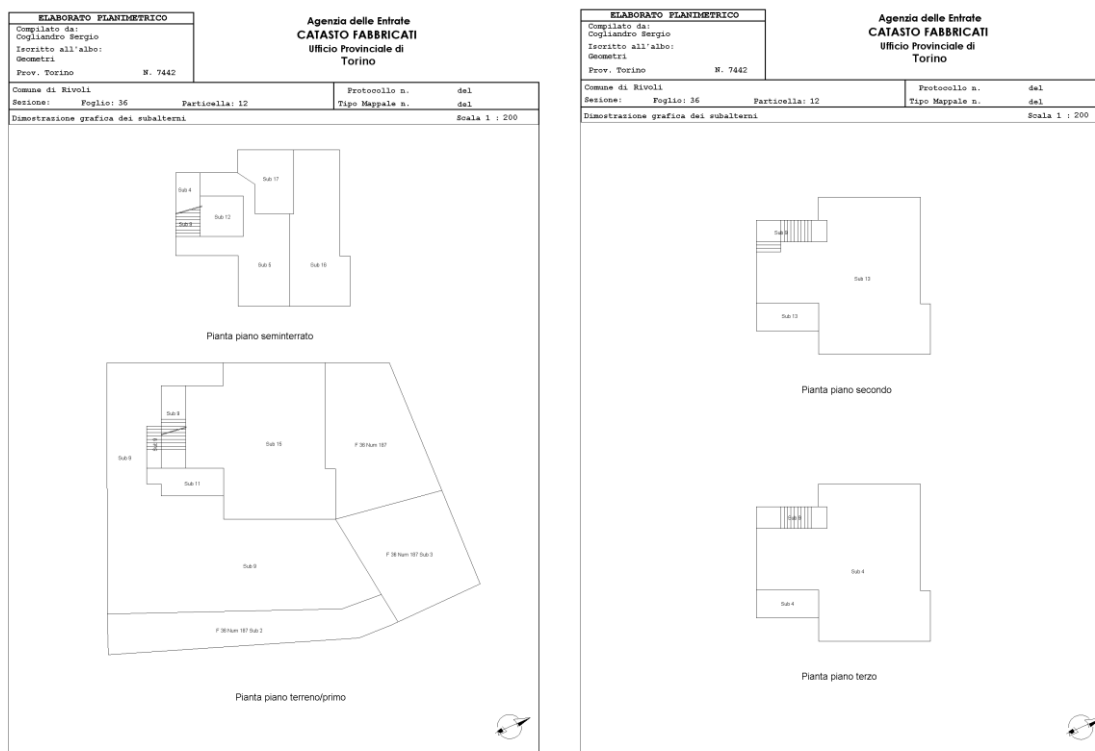 ELABORATO PLANIMETRICO
Compilato da:
Cogliandro Sergio
Iscritto all'albo:
Geometri
Prov. Torino N. 7442
Agenzia delle Entrate
CATASTO FABBRICATI
Ufficio Provinciale di
Torino
Comune di Rivoli
Sezione: Foglio: 36 Particella: 12
Protocollo n. del
Tipo Mappale n. del
Dimostrazione grafica dei subalterni Scala 1 : 200
Sub 17
Sub 4
Sub 12
Sub 5
Sub 16
Pianta piano seminterrato
Sub 8
Sub 15
F 36 Num 187
Sub 11
F 36 Num 187 Sub 3
F 36 Num 187 Sub 2
Pianta piano terreno/primo
ELABORATO PLANIMETRICO
Compilato da:
Cogliandro Sergio
Iscritto all'albo:
Geometri
Prov. Torino N. 7442
Agenzia delle Entrate
CATASTO FABBRICATI
Ufficio Provinciale di
Torino
Comune di Rivoli
Sezione: Foglio: 36 Particella: 12
Protocollo n. del
Tipo Mappale n. del
Dimostrazione grafica dei subalterni Scala 1 : 200
Sub 13
Sub 13
Pianta piano secondo
Sub 4
Sub 4
Pianta piano terzo